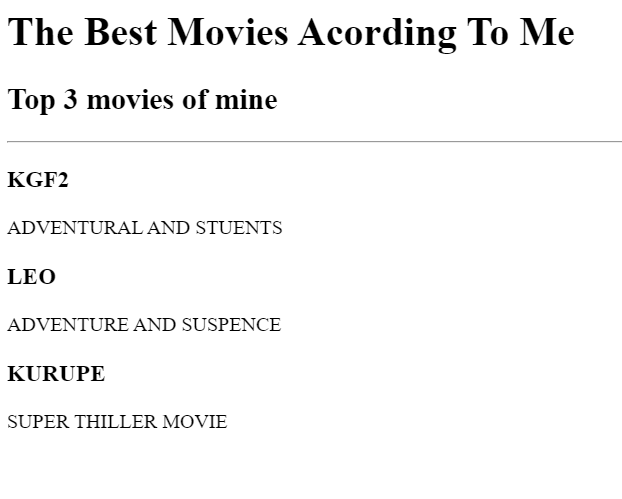 The Best Movies Acording To Me
Top 3 movies of mine
KGF2
ADVENTURAL AND STUENTS
LEO
ADVENTURE AND SUSPENCE
KURUPE
SUPER THILLER MOVIE